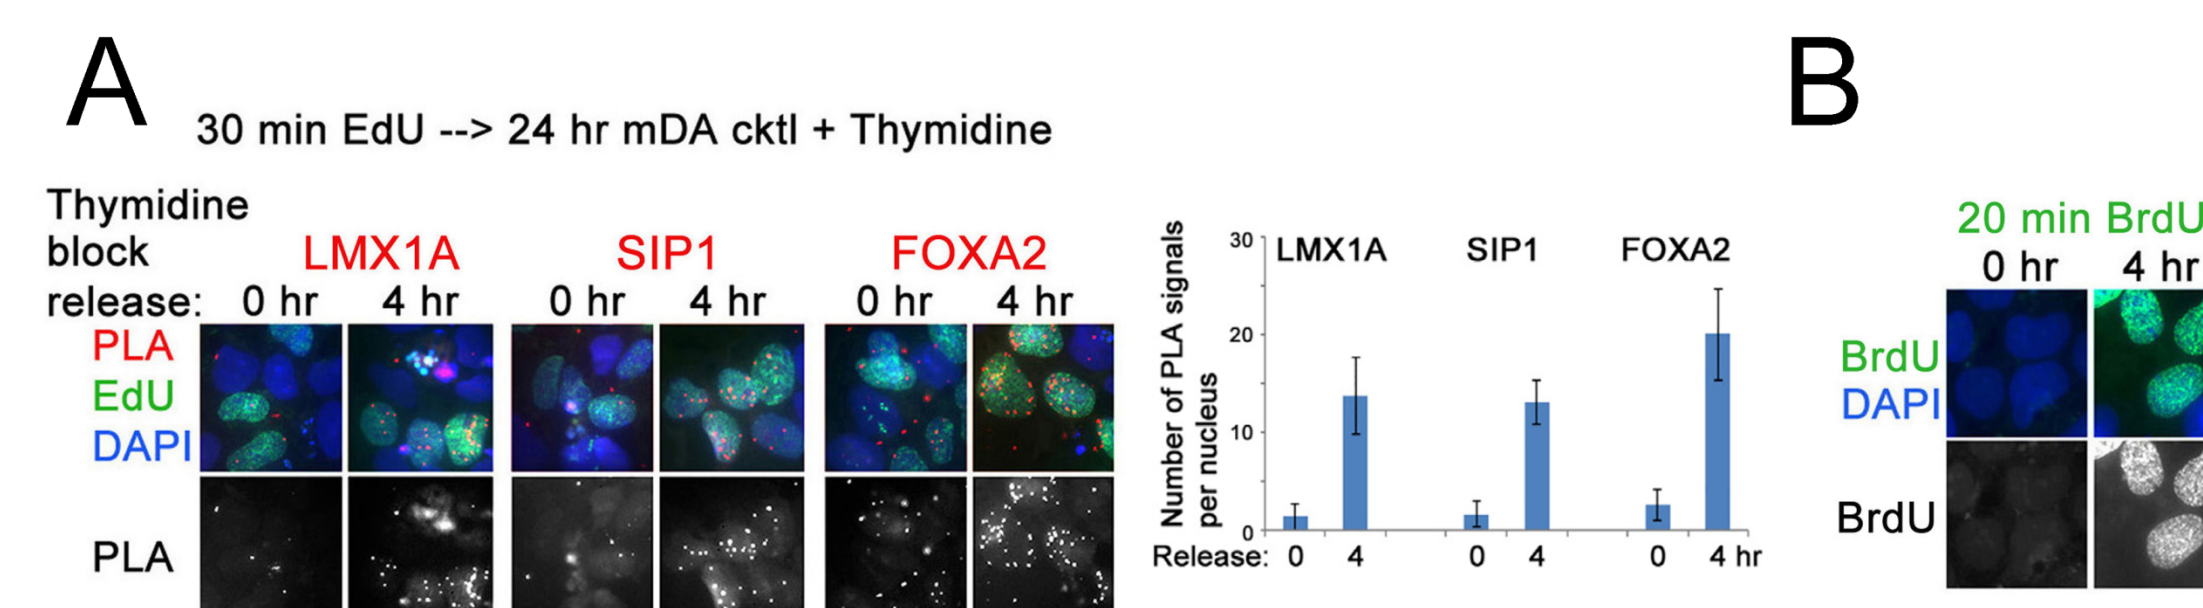 A
30 min EdU --> 24 hr mDA cktl + Thymidine
Thymidine
block
release:
LMX1A SIP1 FOXA2
0 hr 4 hr 0 hr 4 hr 0 hr 4 hr
PLA
EdU
DAPI
PLA
Number of PLA signals
per nucleus
30
20
10
0
LMX1A SIP1 FOXA2
Release: 0 4 0 4 0 4 hr
B
20 min BrdU
0 hr 4 hr
BrdU
DAPI
BrdU